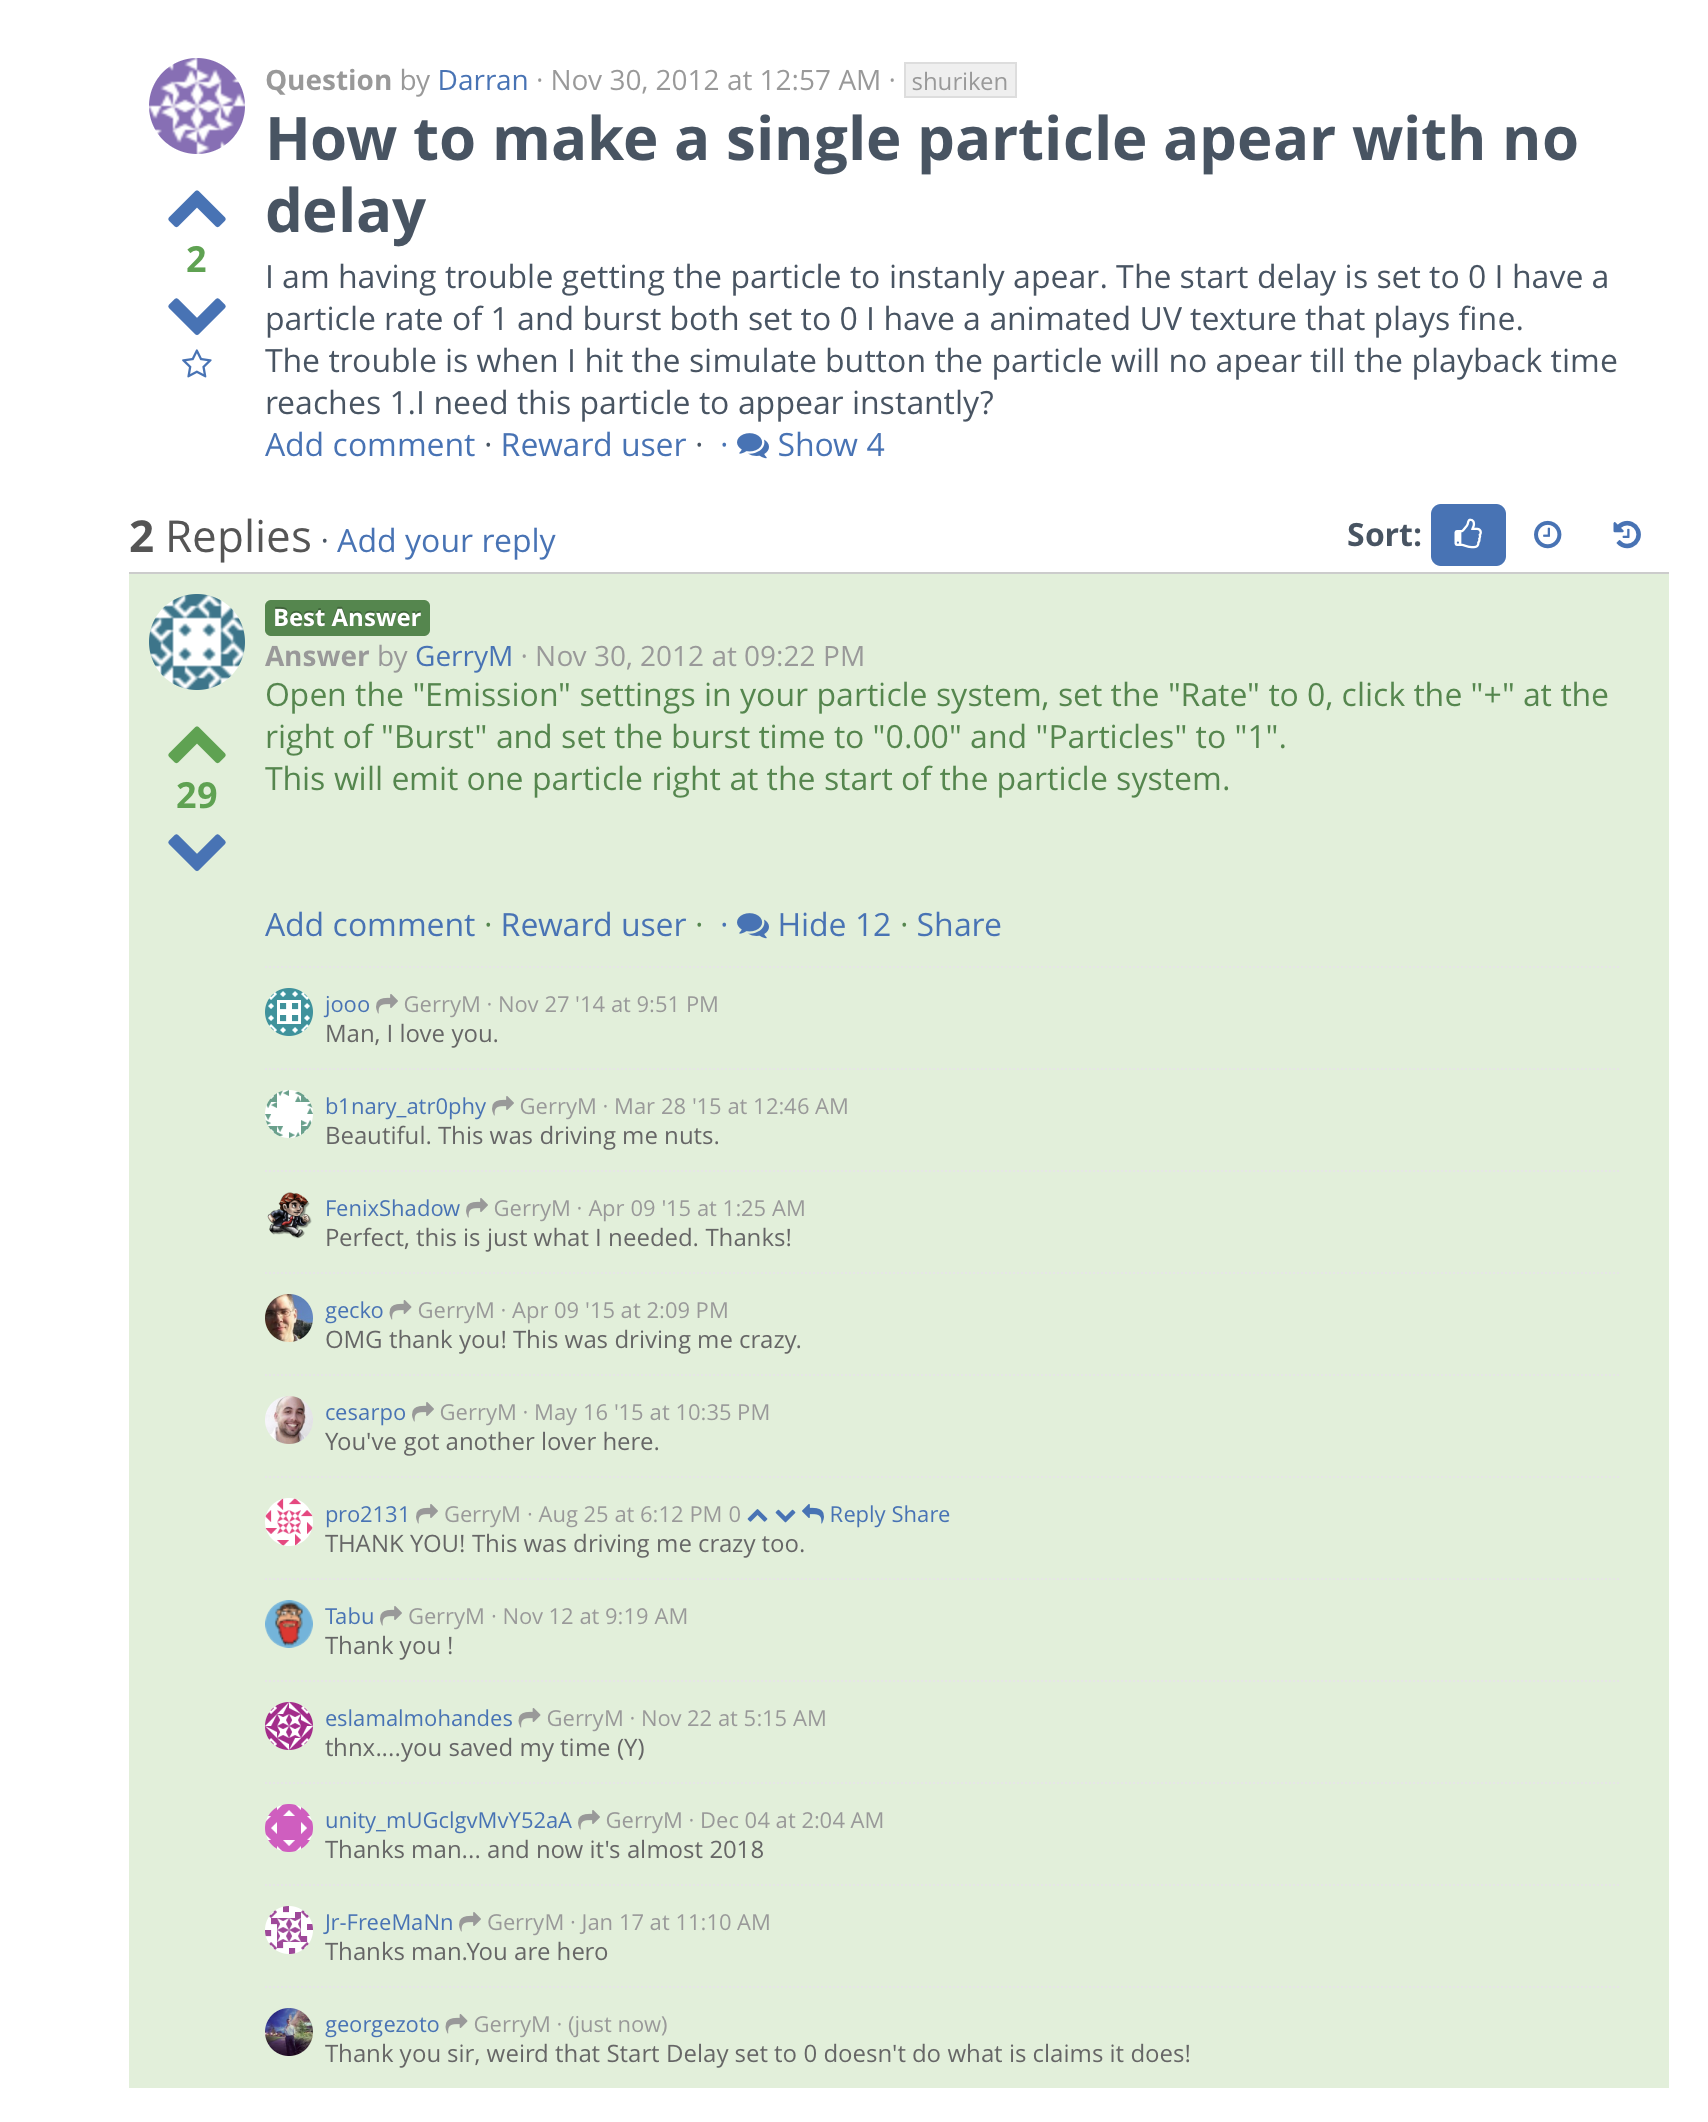 Question by Darran · Nov 30, 2012 at 12:57 AM · shuriken
How to make a single particle apear with no
delay
2
I am having trouble getting the particle to instanly apear. The start delay is set to 0 I have a
particle rate of 1 and burst both set to 0 I have a animated UV texture that plays fine.
The trouble is when I hit the simulate button the particle will no apear till the playback time
reaches 1.I need this particle to appear instantly?
Add comment · Reward user · · Show 4
2 Replies · Add your reply
Sort:
Best Answer
Answer by GerryM · Nov 30, 2012 at 09:22 PM
Open the "Emission" settings in your particle system, set the "Rate" to 0, click the "+" at the
right of "Burst" and set the burst time to "0.00" and "Particles" to "1".
This will emit one particle right at the start of the particle system.
29
Add comment · Reward user · · Hide 12 · Share
jooo GerryM · Nov 27 '14 at 9:51 PM
Man, I love you.
b1nary_atr0phy GerryM · Mar 28 '15 at 12:46 AM
Beautiful. This was driving me nuts.
FenixShadow GerryM · Apr 09 '15 at 1:25 AM
Perfect, this is just what I needed. Thanks!
gecko GerryM · Apr 09 '15 at 2:09 PM
OMG thank you! This was driving me crazy.
cesarpo GerryM · May 16 '15 at 10:35 PM
You've got another lover here.
pro2131 GerryM · Aug 25 at 6:12 PM 0 Reply Share
THANK YOU! This was driving me crazy too.
Tabu GerryM · Nov 12 at 9:19 AM
Thank you !
eslamalmohandes GerryM · Nov 22 at 5:15 AM
thnx....you saved my time (Y)
unity_mUGclgvMvY52aA GerryM · Dec 04 at 2:04 AM
Thanks man... and now it's almost 2018
Jr-FreeMaNn GerryM · Jan 17 at 11:10 AM
Thanks man.You are hero
georgezoto GerryM · (just now)
Thank you sir, weird that Start Delay set to 0 doesn't do what is claims it does!